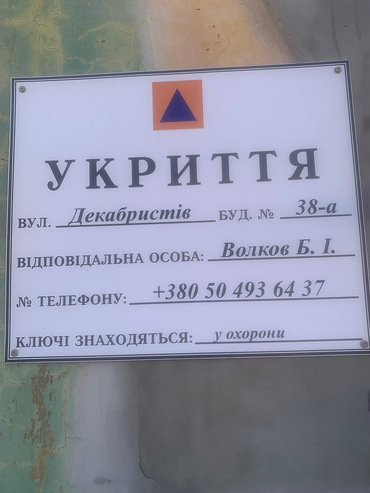 УКРИТТЯ
ВУЛ. Декабристів БУД. № 38-а
ВІДПОВІДАЛЬНА ОСОБА: Волков Б. І.
№ ТЕЛЕФОНУ: +380 50 493 64 37
КЛЮЧІ ЗНАХОДЯТЬСЯ: у охорони